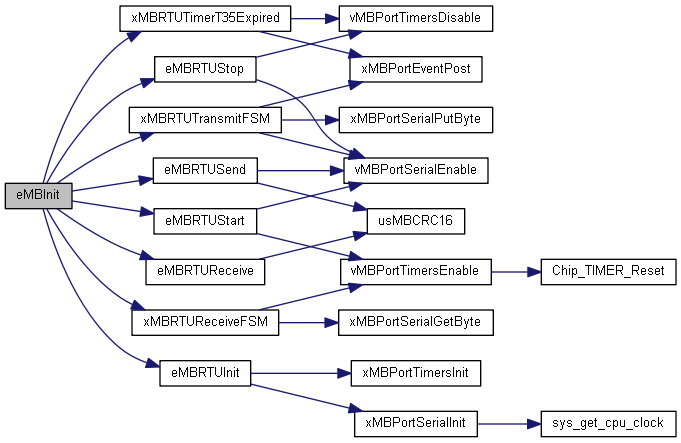 xMBRTUTimerT35Expired
vMBPortTimersDisable
eMBRTUStop
xMBPortEventPost
xMBRTUTransmitFSM
xMBPortSerialPutByte
eMBRTUSend
vMBPortSerialEnable
eMBInit
eMBRTUStart
usMBCRC16
eMBRTUReceive
vMBPortTimersEnable
Chip_TIMER_Reset
xMBRTUReceiveFSM
xMBPortSerialGetByte
eMBRTUInit
xMBPortTimersInit
xMBPortSerialInit
sys_get_cpu_clock